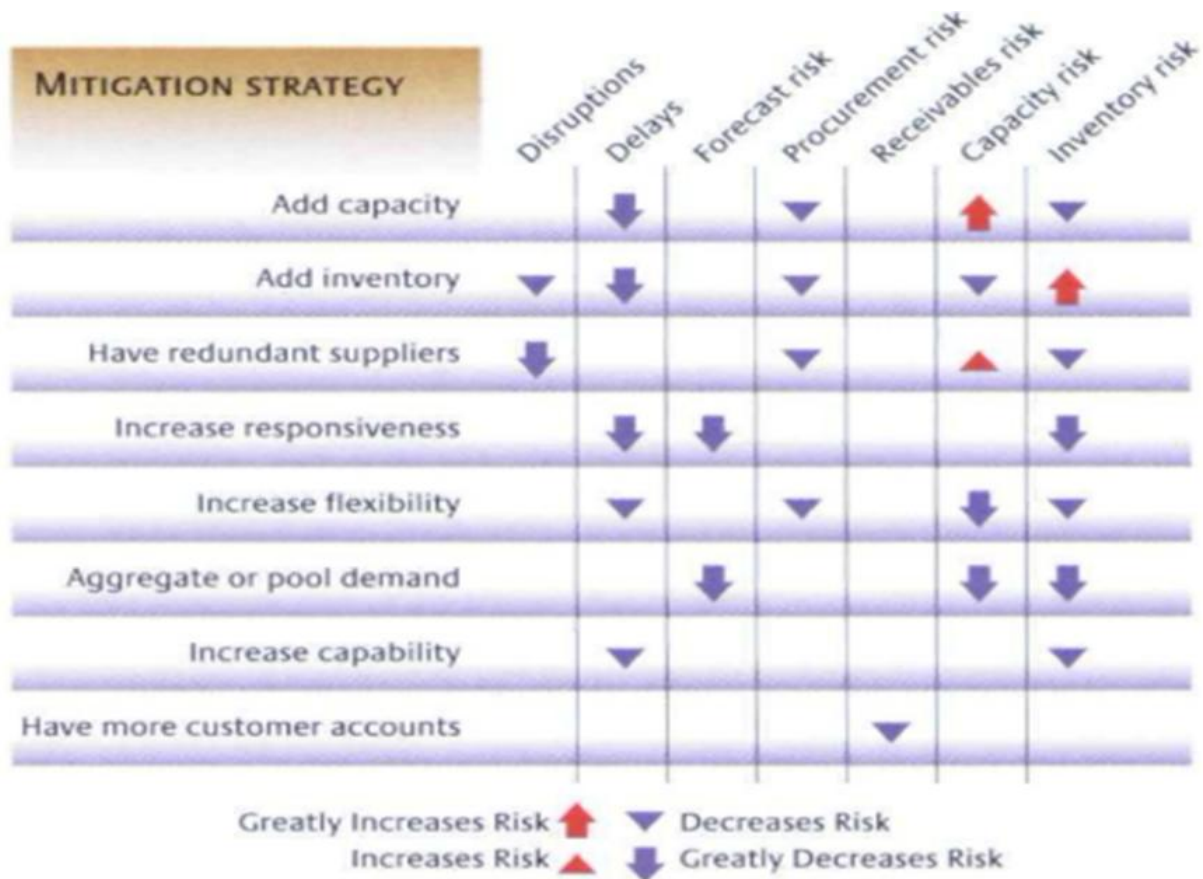 MITIGATION STRATEGY
Disruptions
Delays
Forecast risk
Procurement risk
Receivables risk
Capacity risk
Inventory risk
Add capacity
Add inventory
Have redundant suppliers
Increase responsiveness
Increase flexibility
Aggregate or pool demand
Increase capability
Have more customer accounts
Greatly Increases Risk Decreases Risk
Increases Risk Greatly Decreases Risk